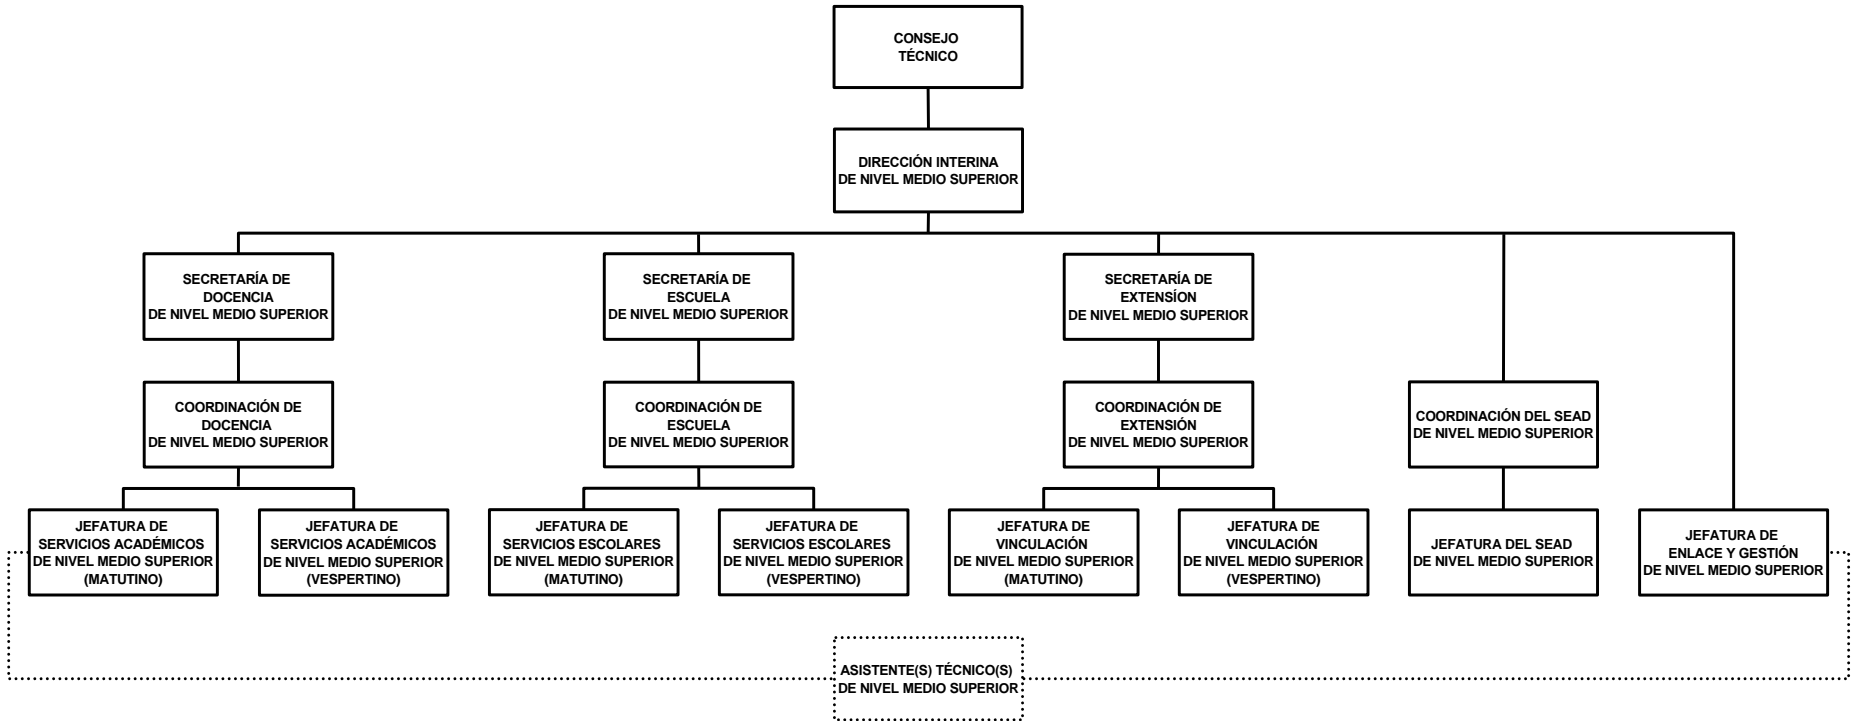 CONSEJO
TÉCNICO
DIRECCIÓN INTERINA
DE NIVEL MEDIO SUPERIOR
SECRETARÍA DE
DOCENCIA
DE NIVEL MEDIO SUPERIOR
SECRETARÍA DE
ESCUELA
DE NIVEL MEDIO SUPERIOR
SECRETARÍA DE
EXTENSÍON
DE NIVEL MEDIO SUPERIOR
COORDINACIÓN DE
DOCENCIA
DE NIVEL MEDIO SUPERIOR
COORDINACIÓN DE
ESCUELA
DE NIVEL MEDIO SUPERIOR
COORDINACIÓN DE
EXTENSIÓN
DE NIVEL MEDIO SUPERIOR
COORDINACIÓN DEL SEAD
DE NIVEL MEDIO SUPERIOR
JEFATURA DE
SERVICIOS ACADÉMICOS
DE NIVEL MEDIO SUPERIOR
(MATUTINO)
JEFATURA DE
SERVICIOS ACADÉMICOS
DE NIVEL MEDIO SUPERIOR
(VESPERTINO)
JEFATURA DE
SERVICIOS ESCOLARES
DE NIVEL MEDIO SUPERIOR
(MATUTINO)
JEFATURA DE
SERVICIOS ESCOLARES
DE NIVEL MEDIO SUPERIOR
(VESPERTINO)
JEFATURA DE
VINCULACIÓN
DE NIVEL MEDIO SUPERIOR
(MATUTINO)
JEFATURA DE
VINCULACIÓN
DE NIVEL MEDIO SUPERIOR
(VESPERTINO)
JEFATURA DEL SEAD
DE NIVEL MEDIO SUPERIOR
JEFATURA DE
ENLACE Y GESTIÓN
DE NIVEL MEDIO SUPERIOR
ASISTENTE(S) TÉCNICO(S)
DE NIVEL MEDIO SUPERIOR